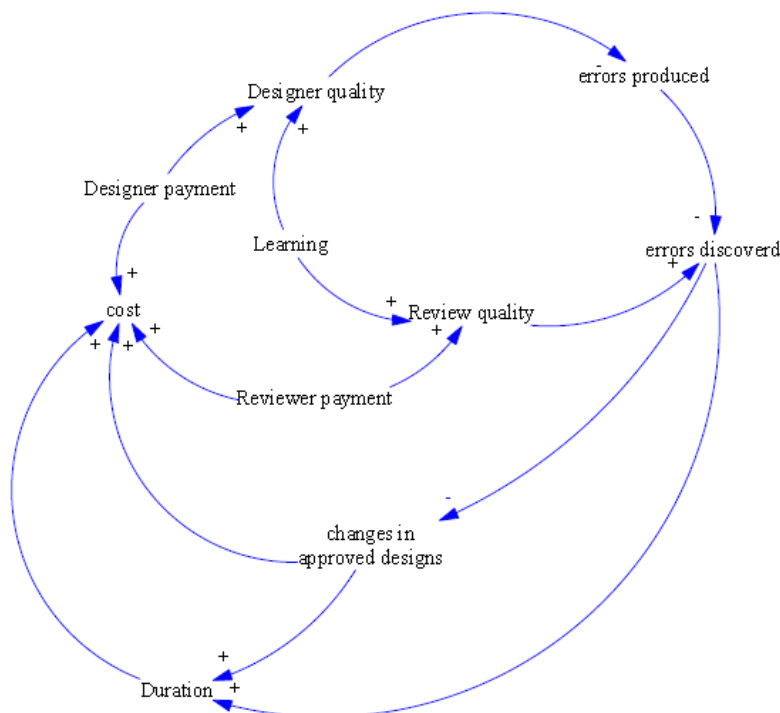 -
errors produced
Designer quality
+
+
Designer payment
-
Learning
errors discoverd
+
+
cost
+
Review quality
+
+
+
+
Reviewer payment
-
changes in
approved designs
+
Duration
+